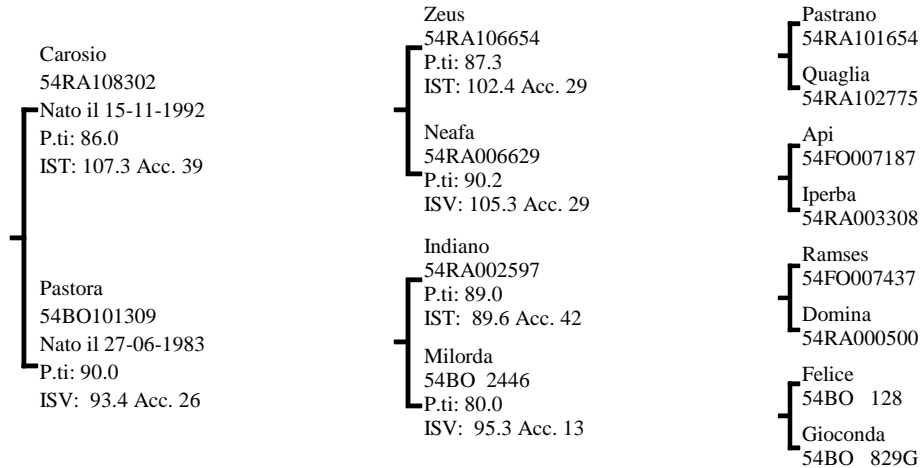 Carosio
54RA108302
Nato il 15-11-1992
P.ti: 86.0
IST: 107.3 Acc. 39
Pastora
54BO101309
Nato il 27-06-1983
P.ti: 90.0
ISV:  93.4 Acc. 26
Zeus
54RA106654
P.ti: 87.3
IST: 102.4 Acc. 29
Neafa
54RA006629
P.ti: 90.2
ISV: 105.3 Acc. 29
Indiano
54RA002597
P.ti: 89.0
IST:  89.6 Acc. 42
Milorda
54BO  2446
P.ti: 80.0
ISV:  95.3 Acc. 13
Pastrano
54RA101654
Quaglia
54RA102775
Api
54FO007187
Iperba
54RA003308
Ramses
54FO007437
Domina
54RA000500
Felice
54BO   128
Gioconda
54BO   829G